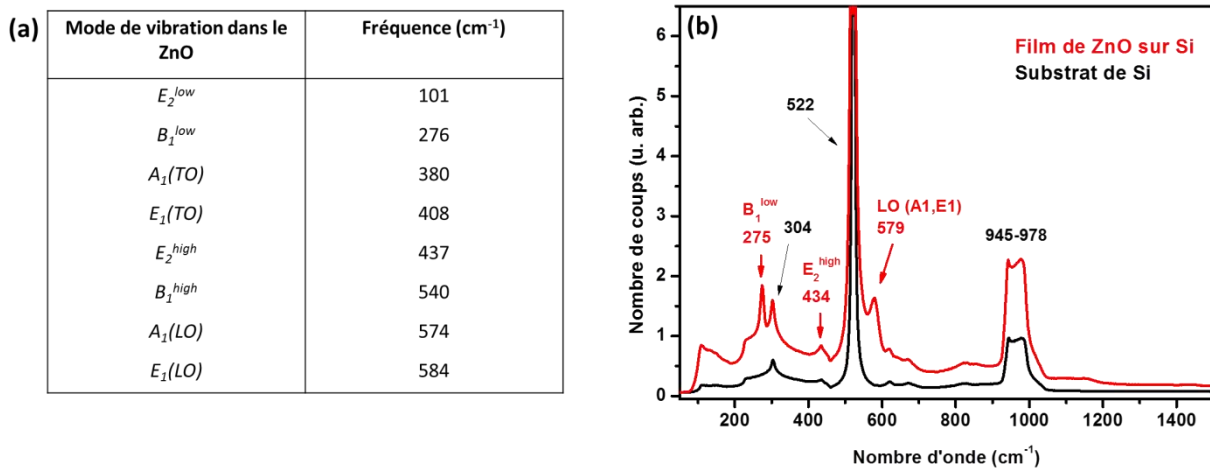 (a)
Mode de vibration dans le ZnO Fréquence (cm⁻¹)
E₂ˡᵒʷ 101
B₁ˡᵒʷ 276
A₁(TO) 380
E₁(TO) 408
E₂ʰⁱᵍʰ 437
B₁ʰⁱᵍʰ 540
A₁(LO) 574
E₁(LO) 584
(b)
Film de ZnO sur Si
Substrat de Si
522
B₁ˡᵒʷ
275
304
E₂ʰⁱᵍʰ
434
LO (A1,E1)
579
945-978
Nombre de coups (u. arb.)
6
5
4
3
2
1
0
200 400 600 800 1000 1200 1400
Nombre d'onde (cm⁻¹)